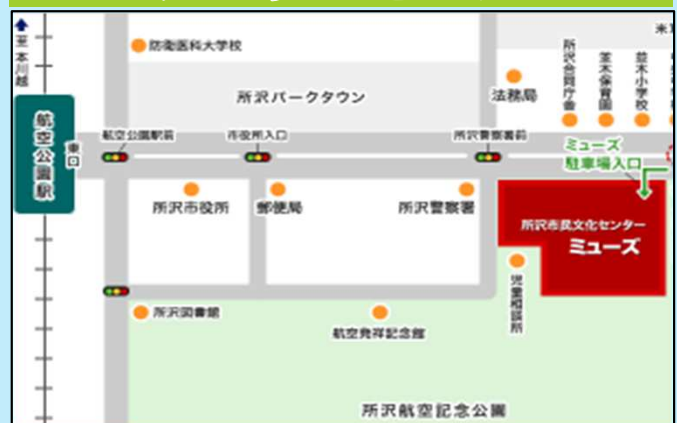 至本川越
防衛医科大学校
所沢パークタウン
法務局
所沢合同庁舎
並木保育園
並木小学校
航空公園駅
東口
航空公園駅前
市役所入口
所沢警察署前
ミューズ
駐車場入口
所沢市役所
郵便局
所沢警察署
所沢市民文化センター
ミューズ
児童相談所
所沢図書館
航空発祥記念館
所沢航空記念公園